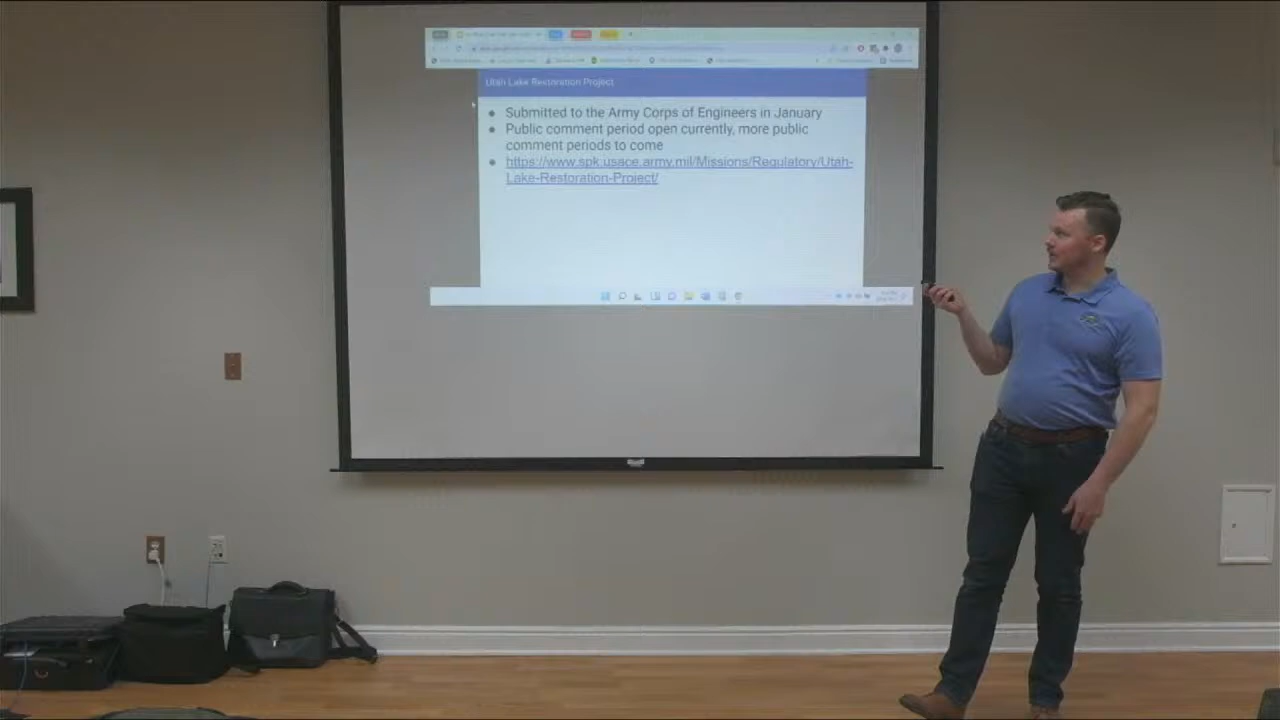 Utah Lake Restoration Project
● Submitted to the Army Corps of Engineers in January
● Public comment period open currently, more public
comment periods to come
● https://www.spk.usace.army.mil/Missions/Regulatory/Utah-
Lake-Restoration-Project/